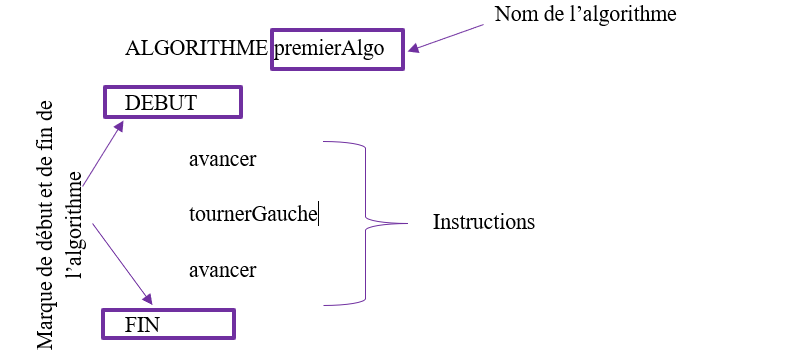 Nom de l’algorithme
ALGORITHME premierAlgo
DEBUT
avancer
tournerGauche
Instructions
avancer
FIN
Marque de début et de fin de
l’algorithme